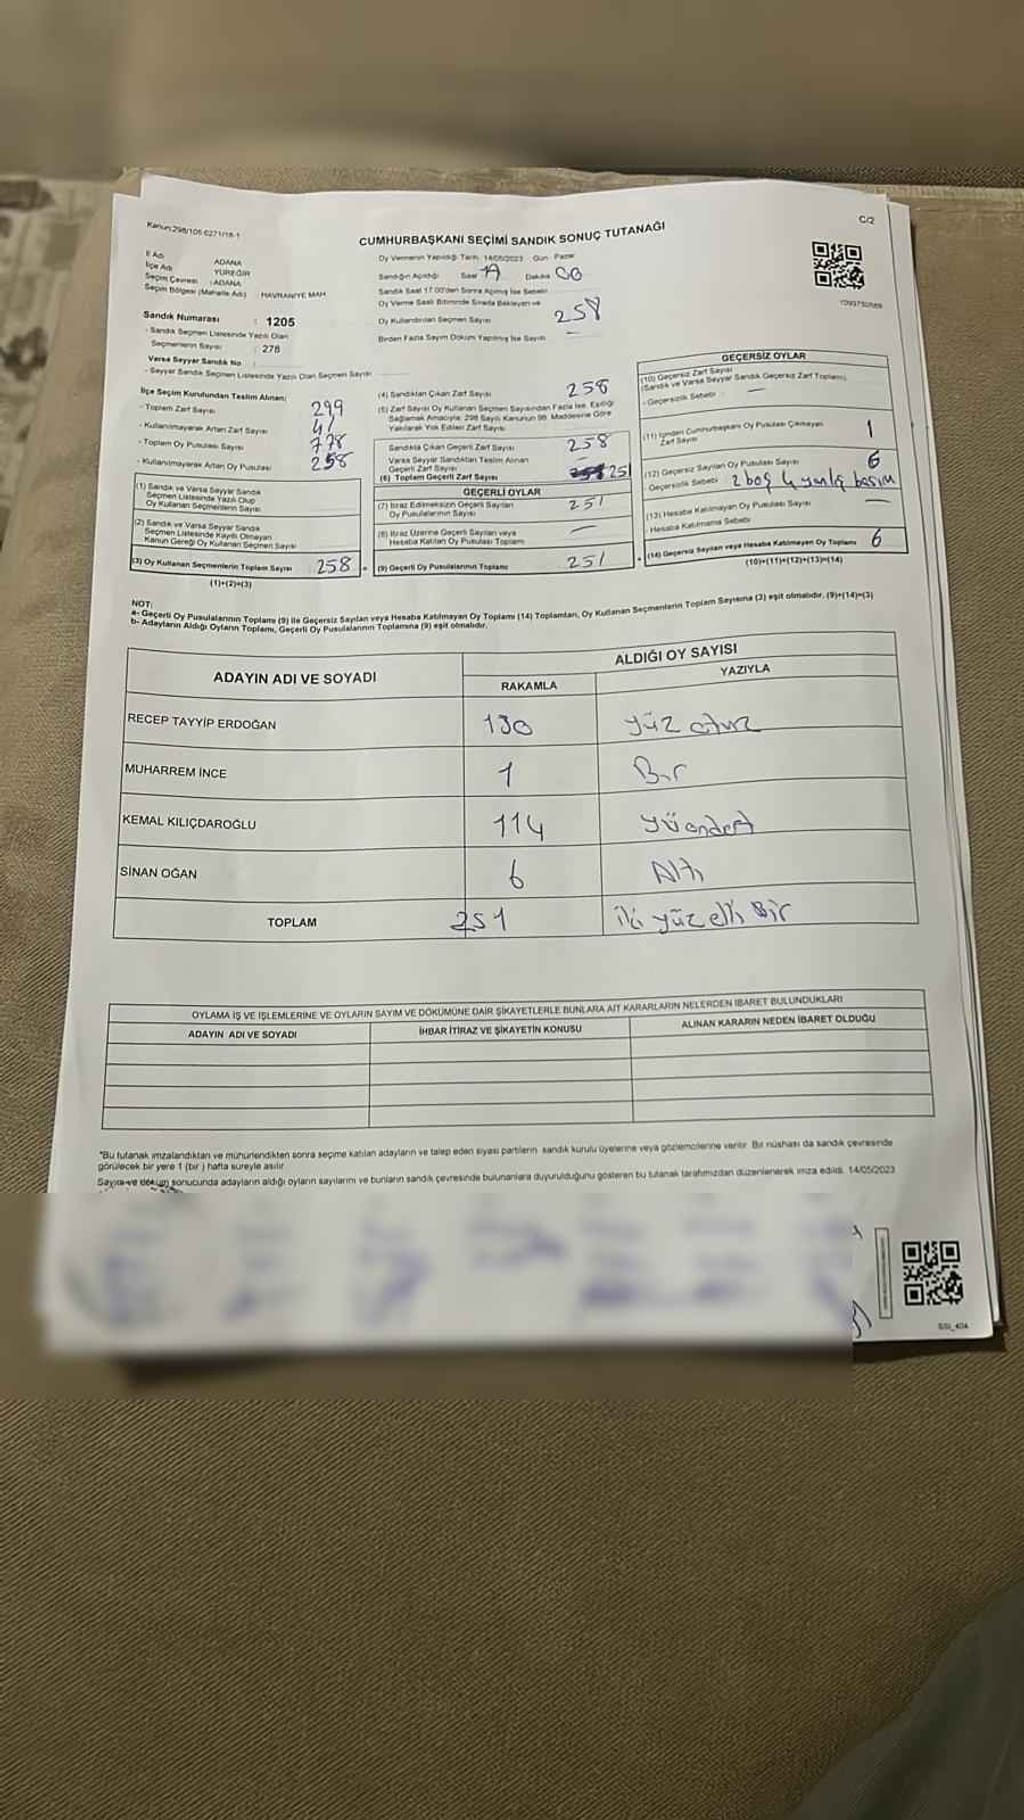 Kanun:298/105 6271/18-1
C/2
CUMHURBAŞKANI SEÇİMİ SANDIK SONUÇ TUTANAĞI
İl Adı ADANA
İlçe Adı YÜREĞİR
Seçim Çevresi : ADANA
Seçim Bölgesi (Mahalle Adı) : HAVRANİYE MAH
Sandık Numarası : 1205
- Sandık Seçmen Listesinde Yazılı Olan
Seçmenlerin Sayısı : 278
Varsa Seyyar Sandık No
- Seyyar Sandık Seçmen Listesinde Yazılı Olan Seçmen Sayısı
Oy Vermenin Yapıldığı Tarih: 14/05/2023 Gün: Pazar
Sandığın Açıldığı Saat Dakika
Sandık Saat 17.00'den Sonra Açılmış İse Sebebi
Oy Verme Saati Bitiminde Sırada Bekleyen ve
Oy Kullandırılan Seçmen Sayısı 258
Birden Fazla Sayım Döküm Yapılmış İse Sayısı
İlçe Seçim Kurulundan Teslim Alınan:
- Toplam Zarf Sayısı 299
- Kullanılmayarak Artan Zarf Sayısı 41
- Toplam Oy Pusulası Sayısı
- Kullanılmayarak Artan Oy Pusulası 258
(1) Sandık ve Varsa Seyyar Sandık
Seçmen Listesinde Yazılı Olup
Oy Kullanan Seçmenlerin Sayısı
(2) Sandık ve Varsa Seyyar Sandık
Seçmen Listesinde Kayıtlı Olmayan
Kanun Gereği Oy Kullanan Seçmen Sayısı
(3) Oy Kullanan Seçmenlerin Toplam Sayısı 258
(1)+(2)=(3)
(4) Sandıktan Çıkan Zarf Sayısı 258
(5) Zarf Sayısı Oy Kullanan Seçmen Sayısından Fazla İse, Eşitliği
Sağlamak Amacıyla, 298 Sayılı Kanunun 98. Maddesine Göre
Yakılarak Yok Edilen Zarf Sayısı -
Sandıkta Çıkan Geçerli Zarf Sayısı 258
Varsa Seyyar Sandıktan Teslim Alınan
Geçerli Zarf Sayısı
(6) Toplam Geçerli Zarf Sayısı 251
GEÇERLİ OYLAR
(7) İtiraz Edilmeksizin Geçerli Sayılan
Oy Pusulalarının Sayısı 251
(8) İtiraz Üzerine Geçerli Sayılan veya
Hesaba Katılan Oy Pusulası Toplamı -
(9) Geçerli Oy Pusulalarının Toplamı 251
GEÇERSİZ OYLAR
(10) Geçersiz Zarf Sayısı
(Sandık ve Varsa Seyyar Sandık Geçersiz Zarf Toplamı) -
- Geçersizlik Sebebi
(11) İçinden Cumhurbaşkanı Oy Pusulası Çıkmayan
Zarf Sayısı 1
(12) Geçersiz Sayılan Oy Pusulası Sayısı 6
Geçersizlik Sebebi 2 boş 4 yanlış basım
(13) Hesaba Katılmayan Oy Pusulası Sayısı -
- Hesaba Katılmama Sebebi
(14) Geçersiz Sayılan veya Hesaba Katılmayan Oy Toplamı 6
(10)+(11)+(12)+(13)=(14)
NOT:
a- Geçerli Oy Pusulalarının Toplamı (9) ile Geçersiz Sayılan veya Hesaba Katılmayan Oy Toplamı (14) Toplamları, Oy Kullanan Seçmenlerin Toplam Sayısına (3) eşit olmalıdır, (9)+(14)=(3)
b- Adayların Aldığı Oyların Toplamı, Geçerli Oy Pusulalarının Toplamına (9) eşit olmalıdır.
ADAYIN ADI VE SOYADI
ALDIĞI OY SAYISI
RAKAMLA YAZIYLA
RECEP TAYYİP ERDOĞAN 130 yüz otuz
MUHARREM İNCE 1 Bir
KEMAL KILIÇDAROĞLU 114 yüondört
SİNAN OĞAN 6 Altı
TOPLAM 251 iki yüz elli Bir
OYLAMA İŞ VE İŞLEMLERİNE VE OYLARIN SAYIM VE DÖKÜMÜNE DAİR ŞİKAYETLERLE BUNLARA AİT KARARLARIN NELERDEN İBARET BULUNDUKLARI
ADAYIN ADI VE SOYADI İHBAR İTİRAZ VE ŞİKAYETİN KONUSU ALINAN KARARIN NEDEN İBARET OLDUĞU
*Bu tutanak imzalandıktan ve mühürlendikten sonra seçime katılan adayların ve talep eden siyasi partilerin sandık kurulu üyelerine veya gözlemcilerine verilir. Bir nüshası da sandık çevresinde
görülecek bir yere 1 (bir) hafta süreyle asılır
Sayım ve döküm sonucunda adayların aldığı oyların sayılarını ve bunların sandık çevresinde bulunanlara duyurulduğunu gösteren bu tutanak tarafımızdan düzenlenerek imza edildi. 14/05/2023